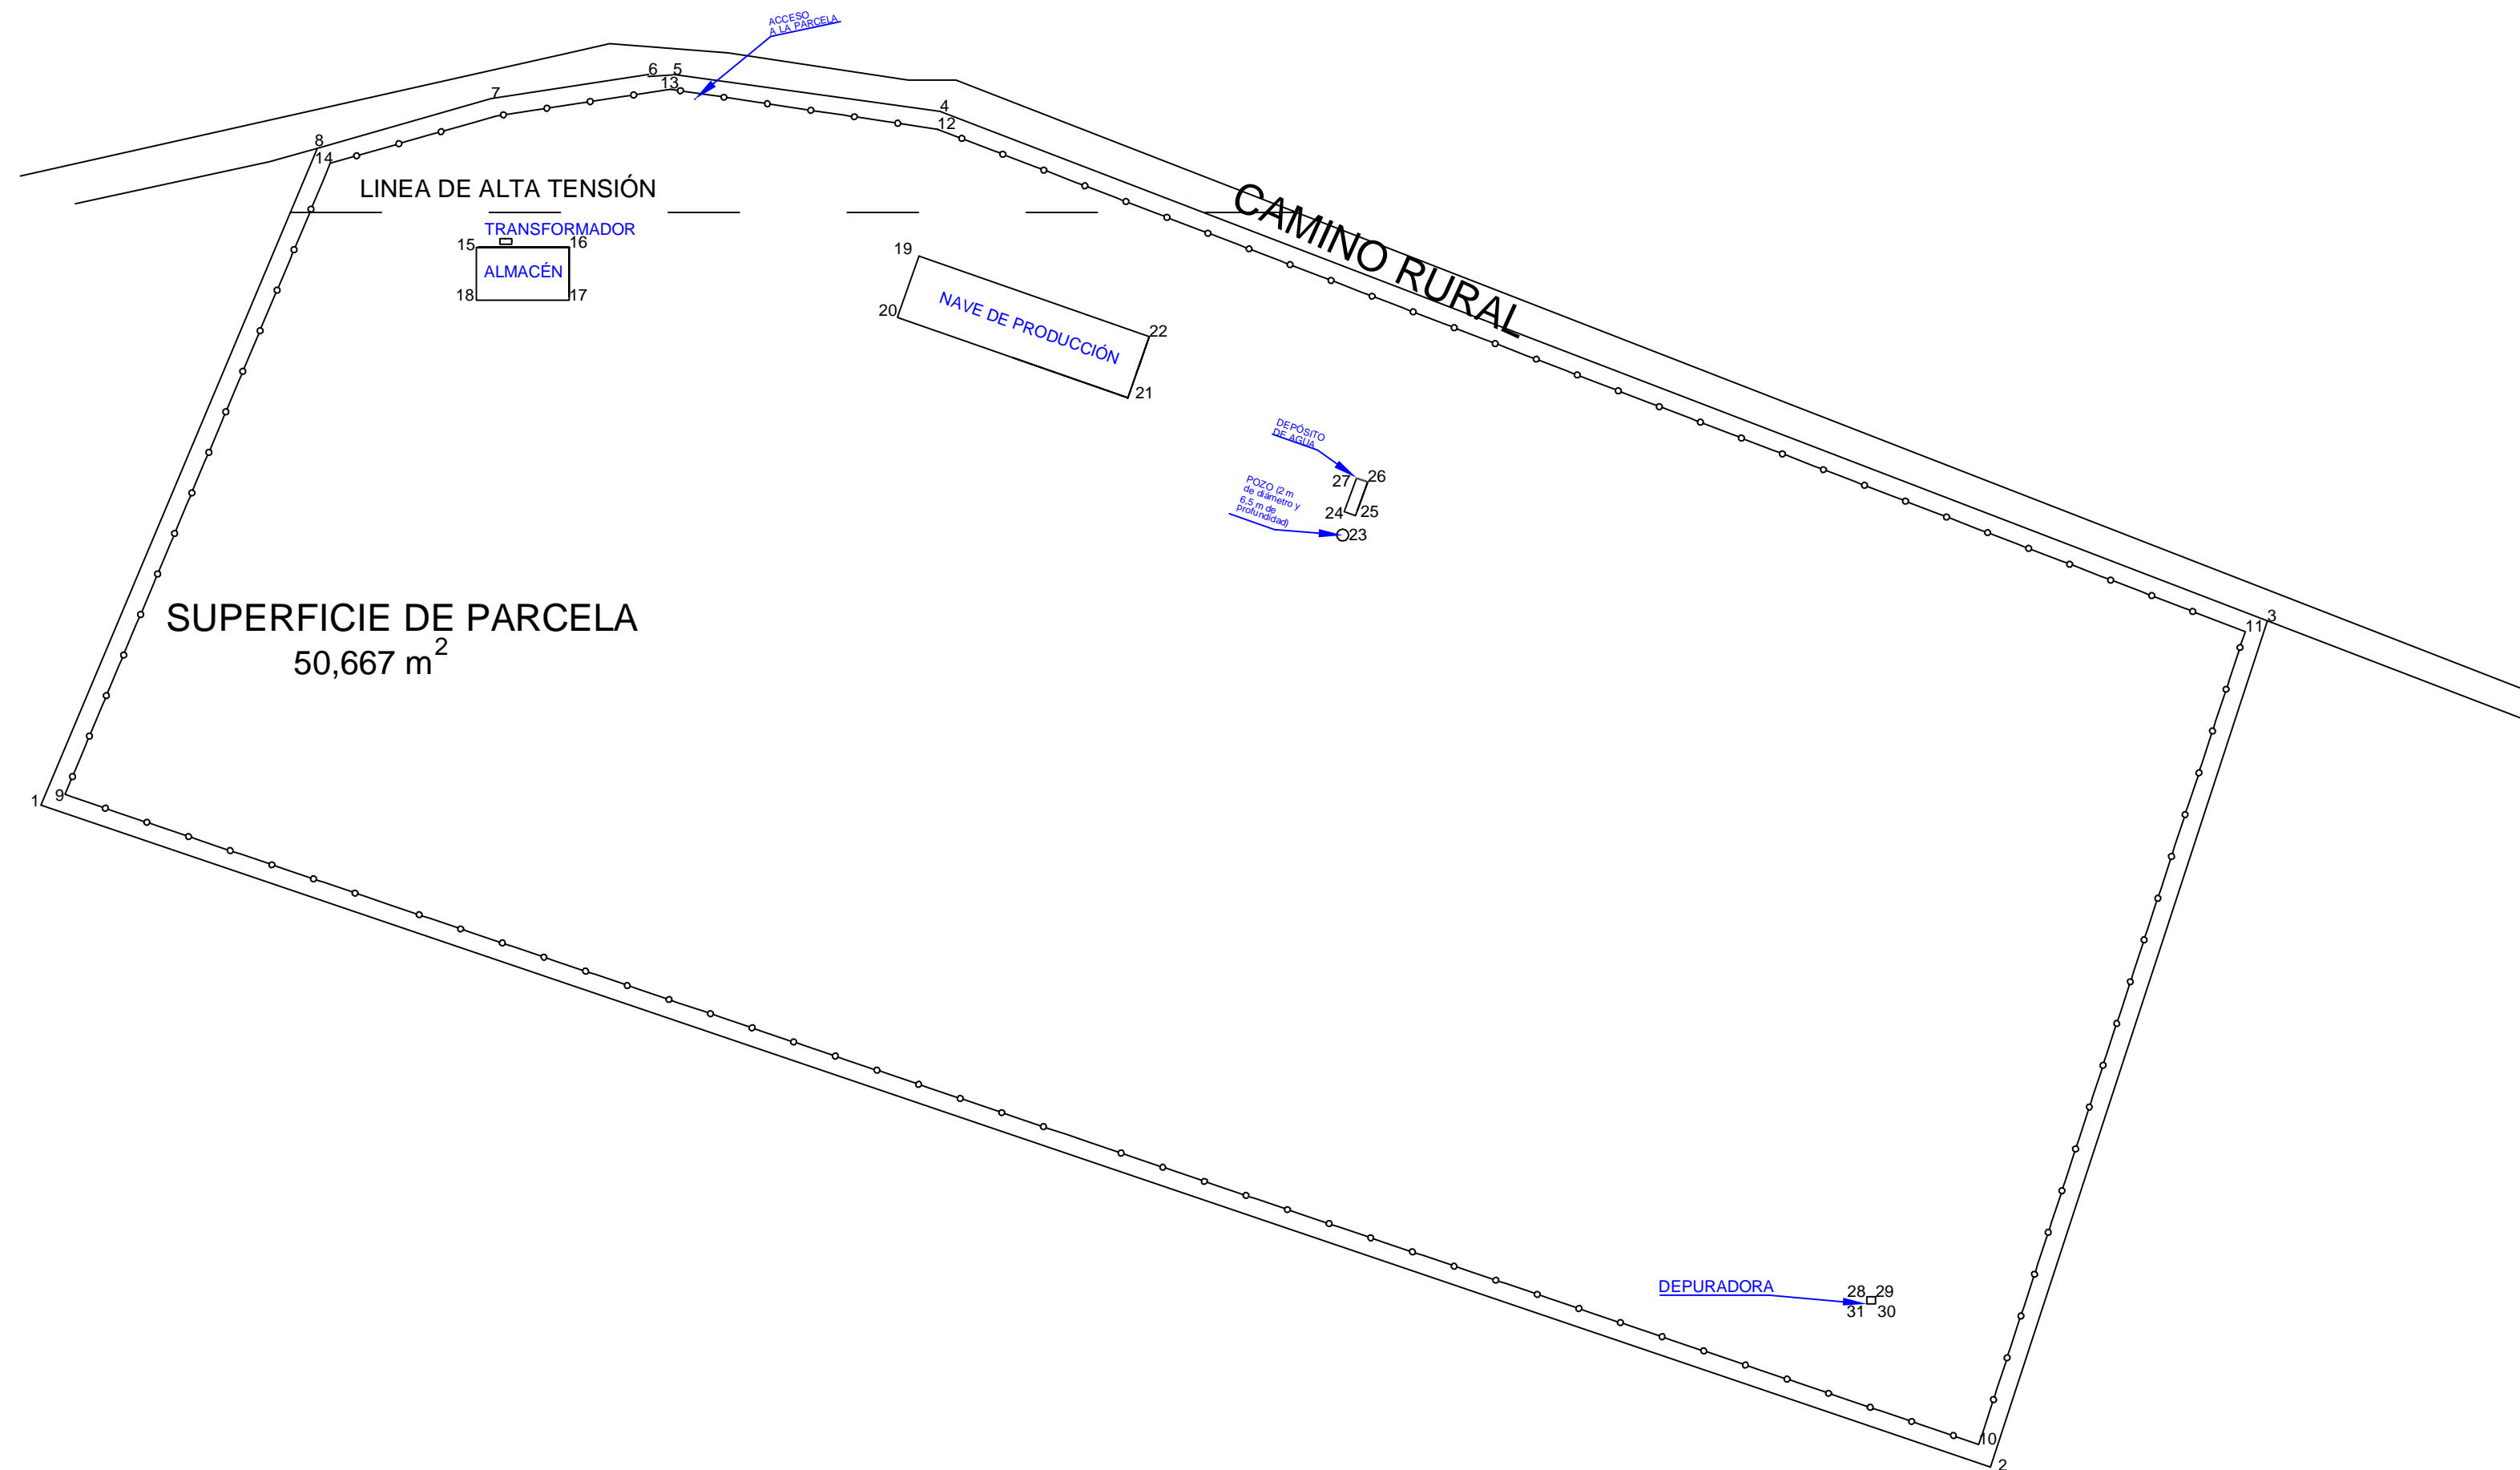 ACCESO
A LA PARCELA
6 5
13
7
4
12
8
14
LINEA DE ALTA TENSIÓN
CAMINO RURAL
TRANSFORMADOR
15 16
ALMACÉN
18 17
19
20
NAVE DE PRODUCCIÓN
22
21
DEPÓSITO
DE AGUA
27 26
24 25
POZO (2 m
de diámetro y
6,5 m de
profundidad)
23
SUPERFICIE DE PARCELA
50,667 m2
11 3
1 9
DEPURADORA
28 29
31 30
10
2